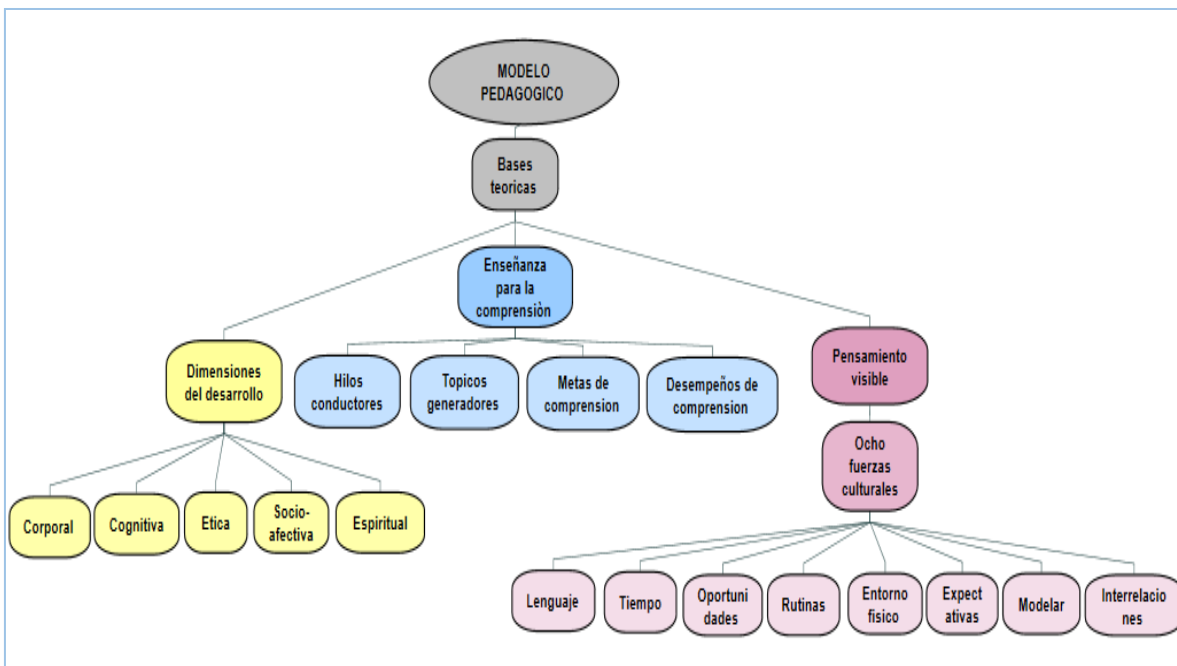 MODELO
PEDAGOGICO
Bases
teoricas
Enseñanza
para la
comprensiòn
Dimensiones
del desarrollo
Hilos
conductores
Topicos
generadores
Metas de
comprension
Desempeños de
comprension
Pensamiento
visible
Ocho
fuerzas
culturales
Corporal
Cognitiva
Etica
Socio-
afectiva
Espiritual
Lenguaje
Tiempo
Oportuni
dades
Rutinas
Entorno
fisico
Expect
ativas
Modelar
Interrelacio
nes